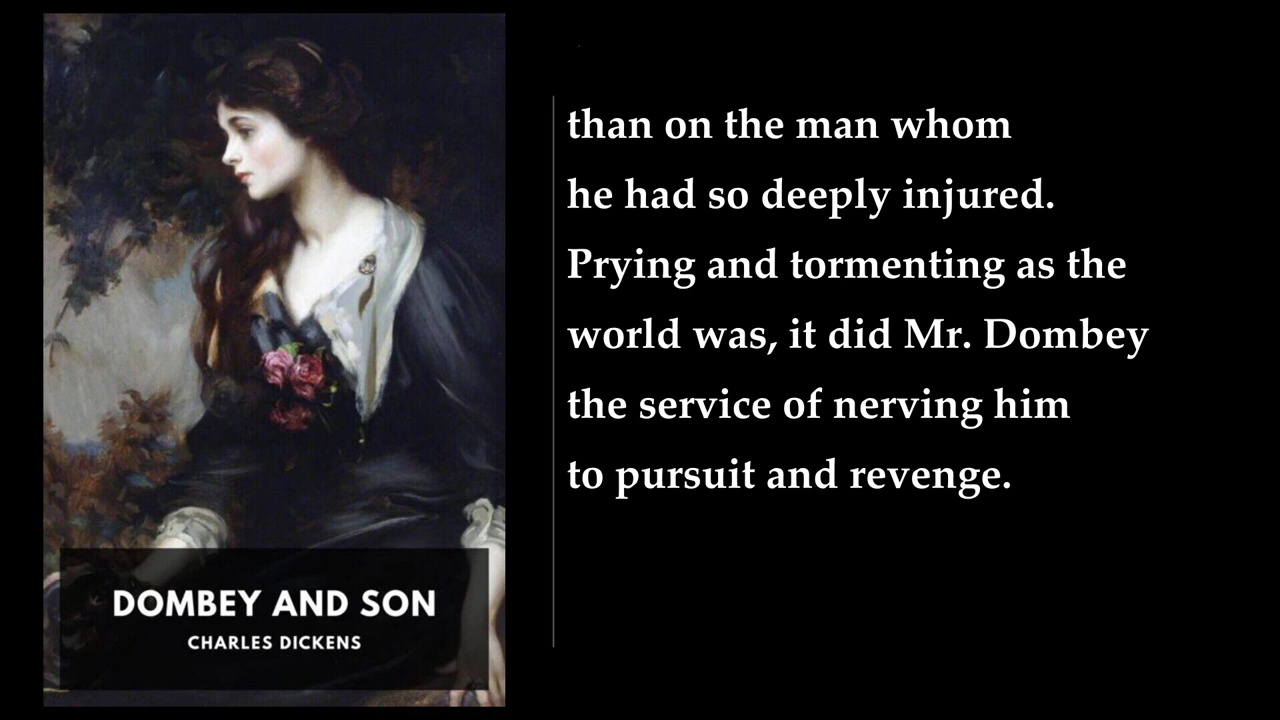 than on the man whom
he had so deeply injured.
Prying and tormenting as the
world was, it did Mr. Dombey
the service of nerving him
to pursuit and revenge.
DOMBEY AND SON
CHARLES DICKENS